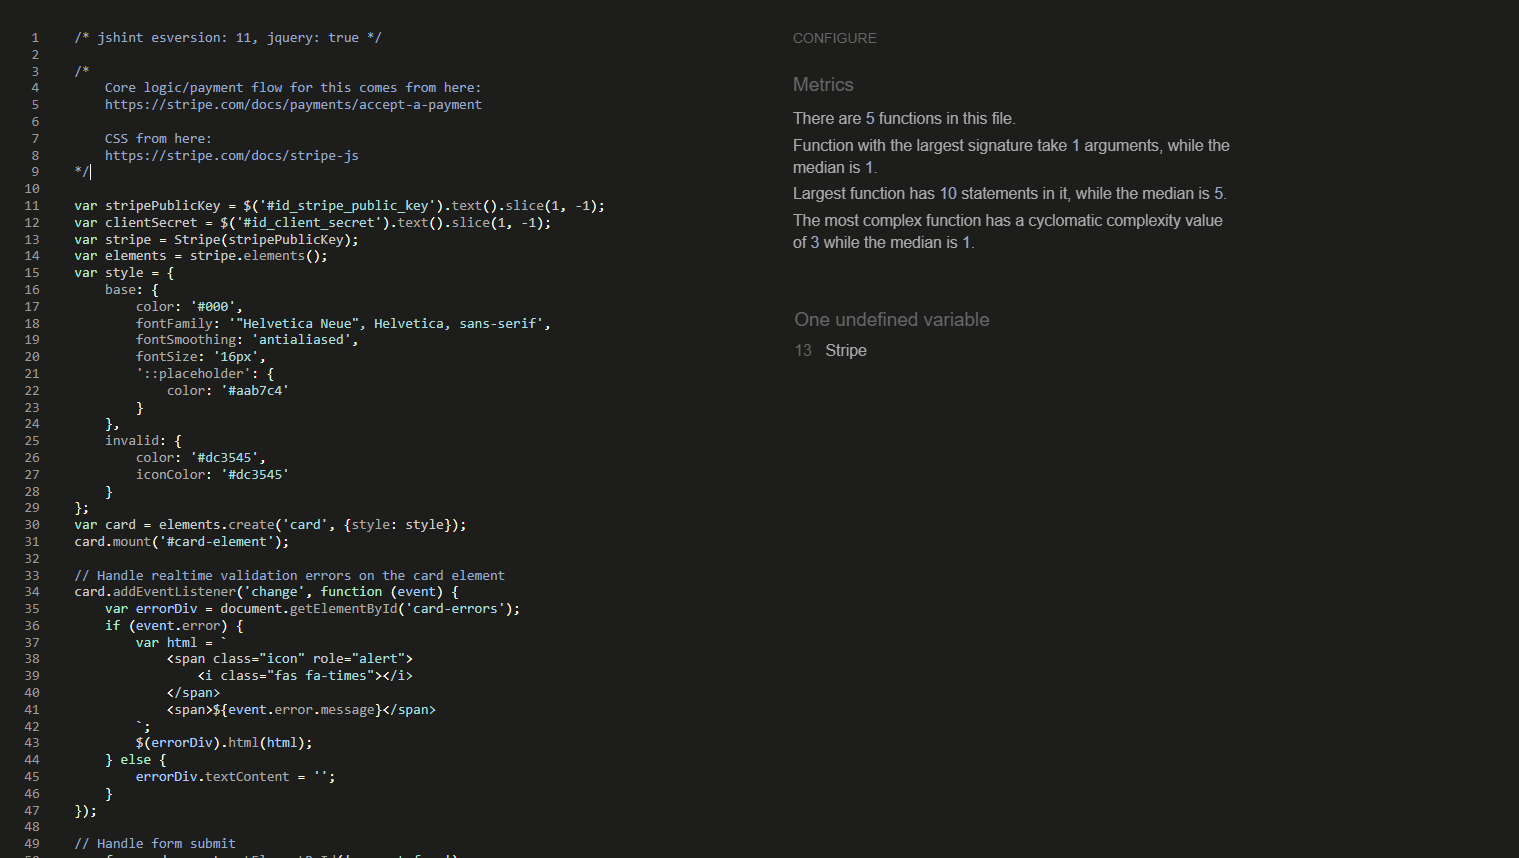 1 /* jshint esversion: 11, jquery: true */
2
3 /*
4 Core logic/payment flow for this comes from here:
5 https://stripe.com/docs/payments/accept-a-payment
6
7 CSS from here:
8 https://stripe.com/docs/stripe-js
9 */
10
11 var stripePublicKey = $('#id_stripe_public_key').text().slice(1, -1);
12 var clientSecret = $('#id_client_secret').text().slice(1, -1);
13 var stripe = Stripe(stripePublicKey);
14 var elements = stripe.elements();
15 var style = {
16 base: {
17 color: '#000',
18 fontFamily: '"Helvetica Neue", Helvetica, sans-serif',
19 fontSmoothing: 'antialiased',
20 fontSize: '16px',
21 '::placeholder': {
22 color: '#aab7c4'
23 }
24 },
25 invalid: {
26 color: '#dc3545',
27 iconColor: '#dc3545'
28 }
29 };
30 var card = elements.create('card', {style: style});
31 card.mount('#card-element');
32
33 // Handle realtime validation errors on the card element
34 card.addEventListener('change', function (event) {
35 var errorDiv = document.getElementById('card-errors');
36 if (event.error) {
37 var html = `
38 <span class="icon" role="alert">
39 <i class="fas fa-times"></i>
40 </span>
41 <span>${event.error.message}</span>
42 `;
43 $(errorDiv).html(html);
44 } else {
45 errorDiv.textContent = '';
46 }
47 });
48
49 // Handle form submit
CONFIGURE
Metrics
There are 5 functions in this file.
Function with the largest signature take 1 arguments, while the
median is 1.
Largest function has 10 statements in it, while the median is 5.
The most complex function has a cyclomatic complexity value
of 3 while the median is 1.
One undefined variable
13 Stripe